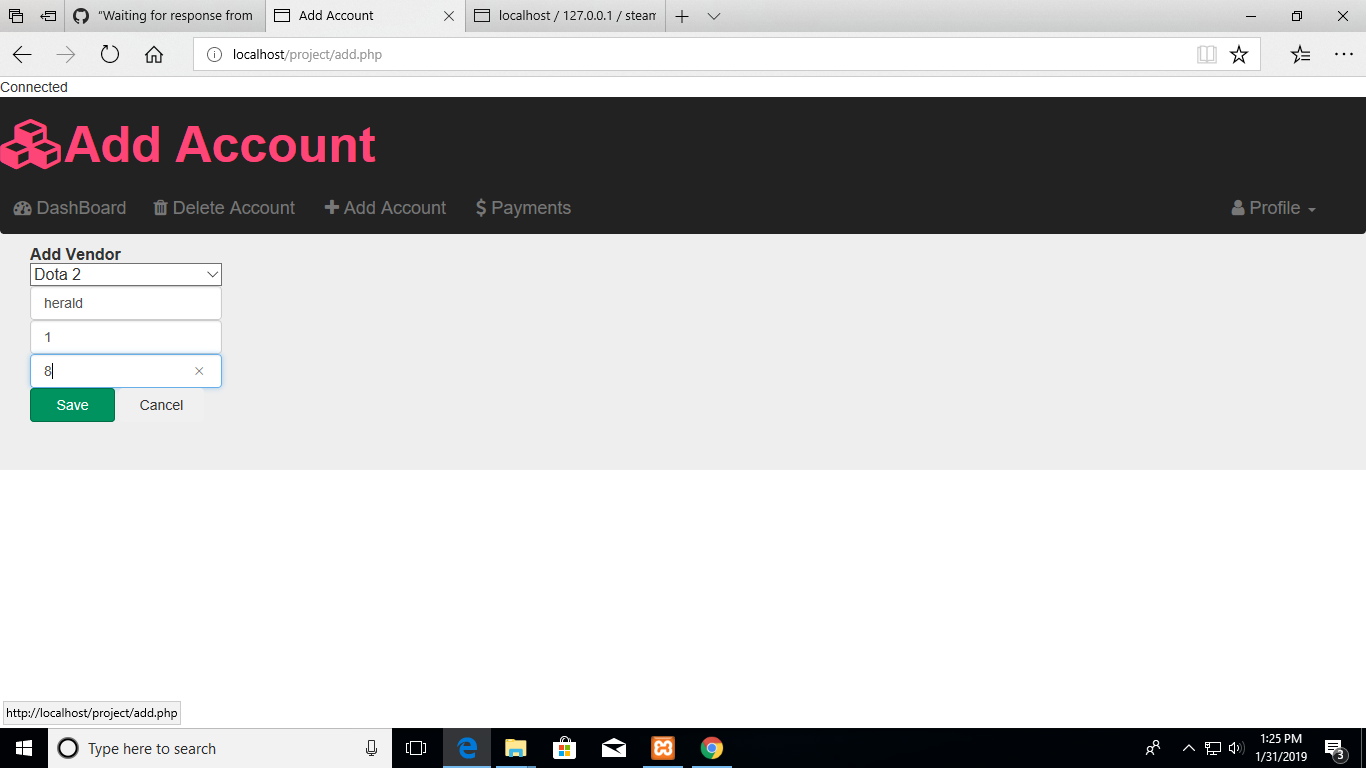 "Waiting for response from
Add Account
localhost / 127.0.0.1 / steam
localhost/project/add.php
Connected
Add Account
DashBoard
Delete Account
Add Account
$ Payments
Profile
Add Vendor
Dota 2
herald
1
8
Save
Cancel
http://localhost/project/add.php
Type here to search
1:25 PM
1/31/2019
3